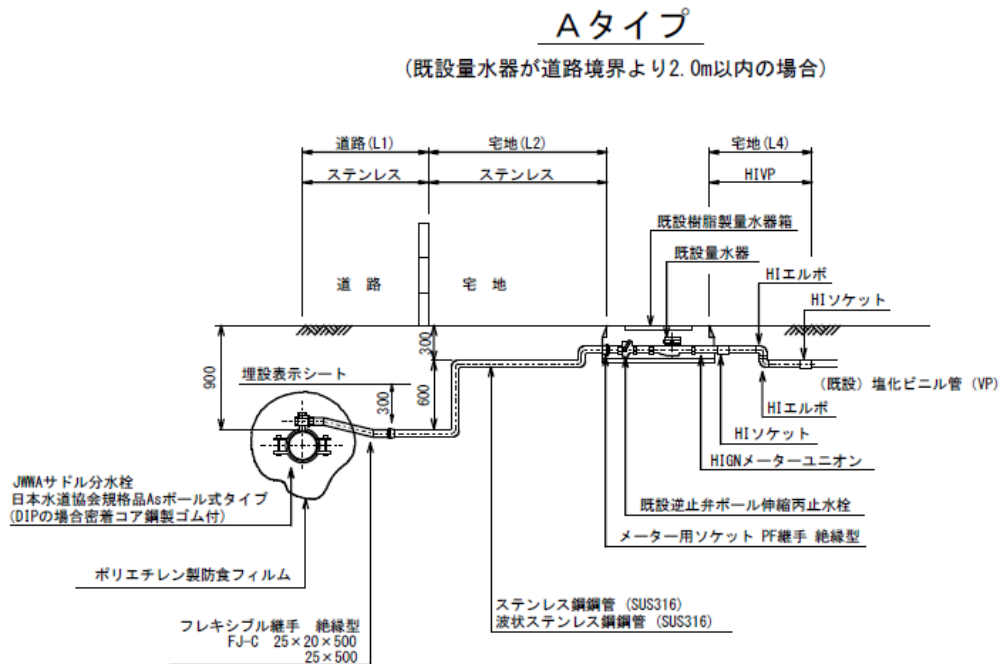 Aタイプ
(既設量水器が道路境界より2.0m以内の場合)
道路(L1)
宅地(L2)
宅地(L4)
ステンレス
ステンレス
HIVP
既設樹脂製量水器箱
既設量水器
HIエルボ
HIソケット
道 路
宅 地
900
300
600
300
埋設表示シート
(既設) 塩化ビニル管 (VP)
HIエルボ
HIソケット
HIGNメーターユニオン
既設逆止弁ボール伸縮丙止水栓
メーター用ソケット PF継手 絶縁型
JWWAサドル分水栓
日本水道協会規格品Asボール式タイプ
(DIPの場合密着コア鋼製ゴム付)
ポリエチレン製防食フィルム
ステンレス鋼鋼管 (SUS316)
波状ステンレス鋼鋼管 (SUS316)
フレキシブル継手 絶縁型
FJ-C 25×20×500
25×500